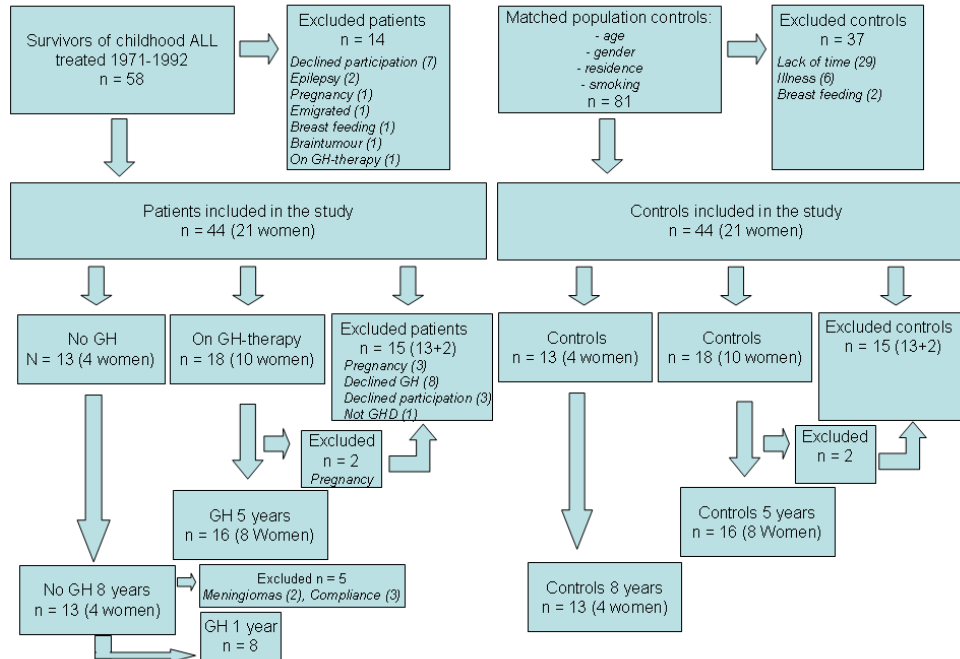 Survivors of childhood ALL
treated 1971-1992
n = 58
Excluded patients
n = 14
Declined participation (7)
Epilepsy (2)
Pregnancy (1)
Emigrated (1)
Breast feeding (1)
Braintumour (1)
On GH-therapy (1)
Matched population controls:
- age
- gender
- residence
- smoking
n = 81
Excluded controls
n = 37
Lack of time (29)
Illness (6)
Breast feeding (2)
Patients included in the study
n = 44 (21 women)
Controls included in the study
n = 44 (21 women)
No GH
N = 13 (4 women)
On GH-therapy
n = 18 (10 women)
Excluded patients
n = 15 (13+2)
Pregnancy (3)
Declined GH (8)
Declined participation (3)
Not GHD (1)
Controls
n = 13 (4 women)
Controls
n = 18 (10 women)
Excluded controls
n = 15 (13+2)
Excluded
n = 2
Pregnancy
Excluded
n = 2
GH 5 years
n = 16 (8 Women)
Controls 5 years
n = 16 (8 Women)
No GH 8 years
n = 13 (4 women)
Excluded n = 5
Meningiomas (2), Compliance (3)
Controls 8 years
n = 13 (4 women)
GH 1 year
n = 8